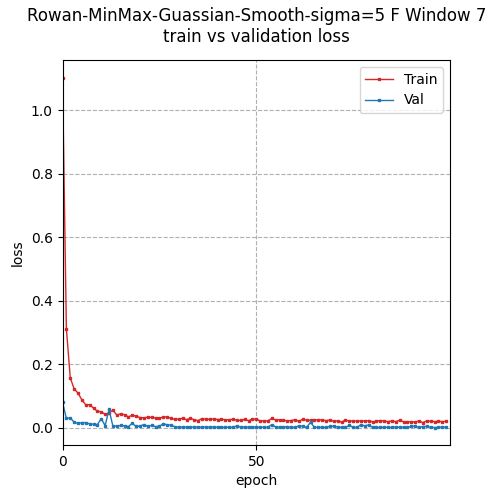 Rowan-MinMax-Guassian-Smooth-sigma=5 F Window 7
train vs validation loss
Train
Val
1.0
0.8
0.6
0.4
0.2
0.0
loss
0
50
epoch